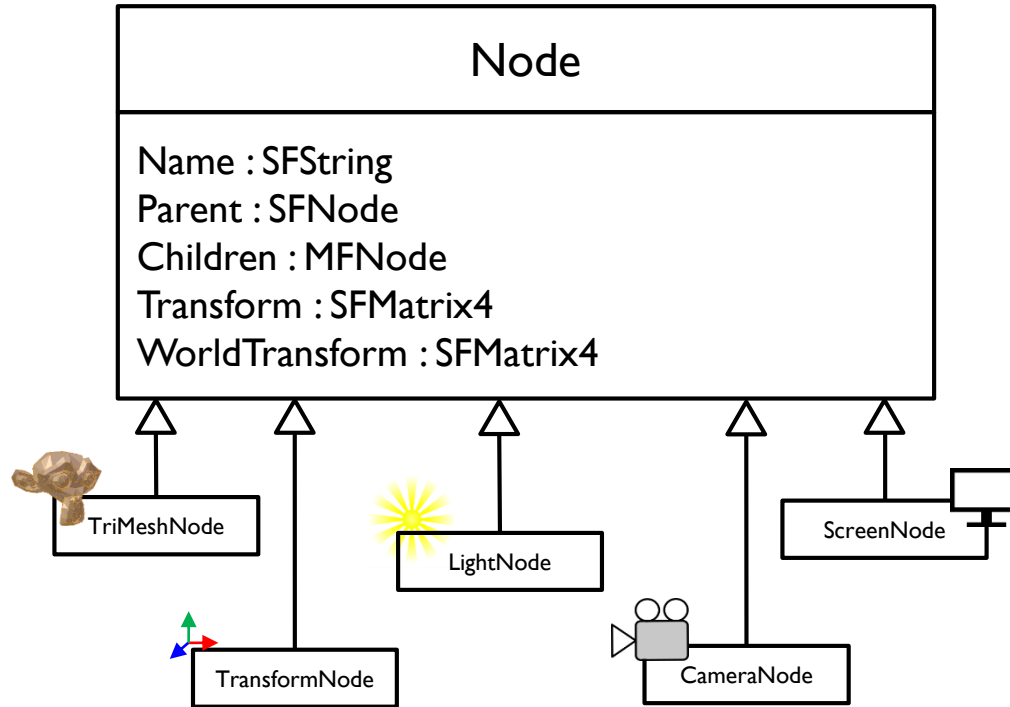 Node
Name : SFString
Parent : SFNode
Children : MFNode
Transform : SFMatrix4
WorldTransform : SFMatrix4
TriMeshNode
ScreenNode
LightNode
TransformNode
CameraNode